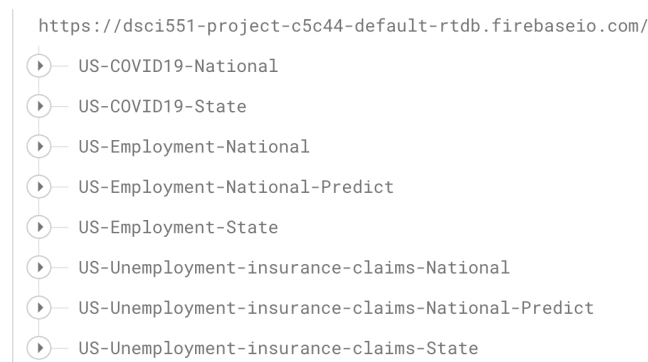 https://dsci551-project-c5c44-default-rtdb.firebaseio.com/
US-COVID19-National
US-COVID19-State
US-Employment-National
US-Employment-National-Predict
US-Employment-State
US-Unemployment-insurance-claims-National
US-Unemployment-insurance-claims-National-Predict
US-Unemployment-insurance-claims-State